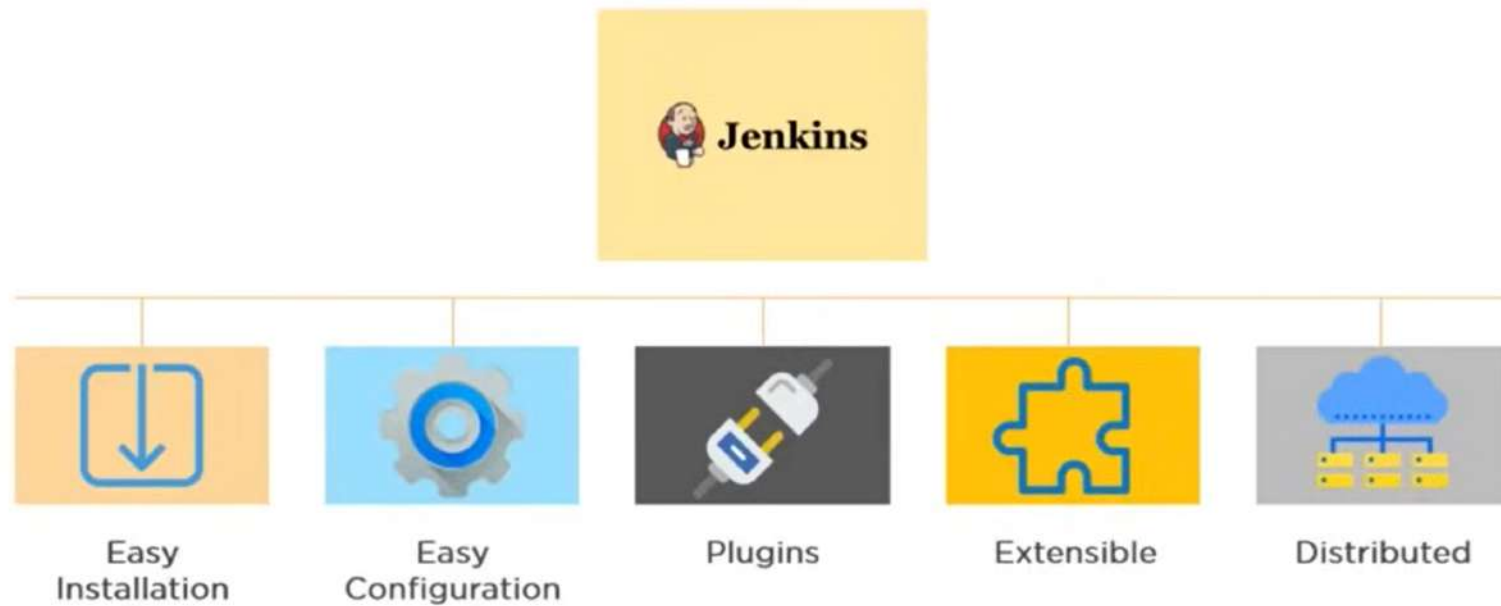 Jenkins
Easy
Installation
Easy
Configuration
Plugins
Extensible
Distributed